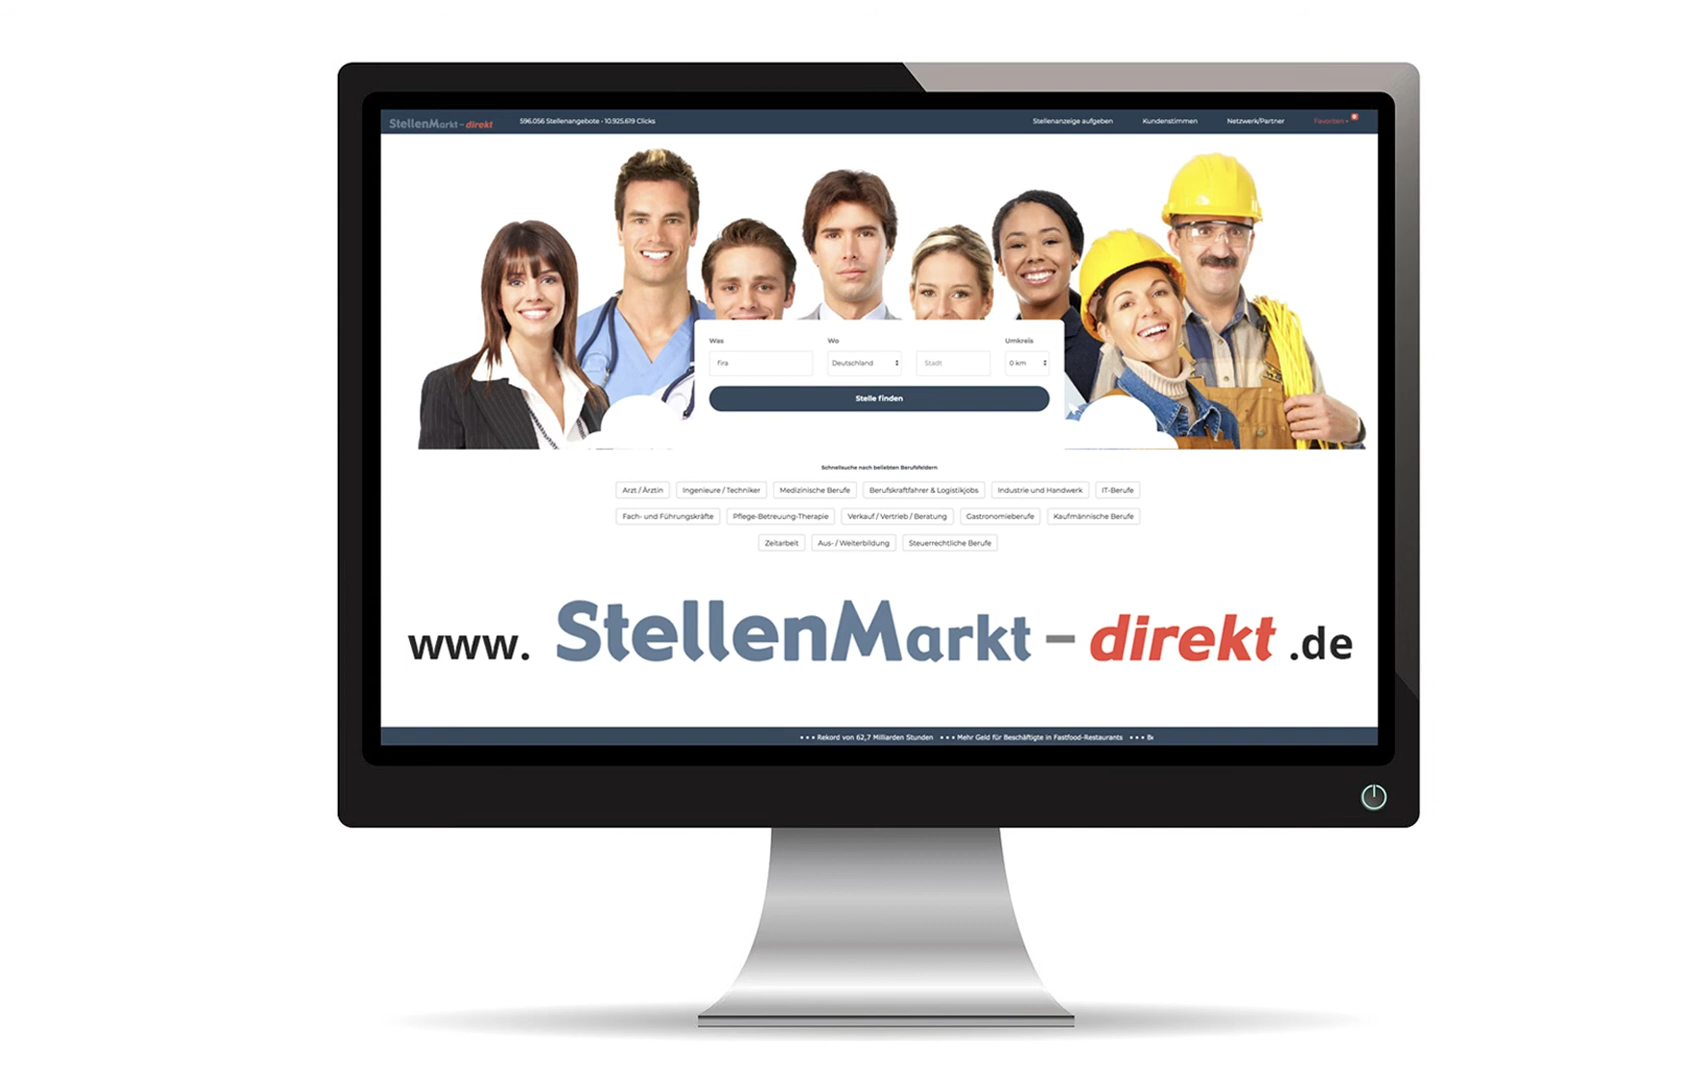 StellenMarkt - direkt
596.056 Stellenangebote - 10.925.619 Clicks
Stellenanzeige aufgeben
Kundenstimmen
Netzwerk/Partner
Favoriten
Was
Wo
Umkreis
fira
Deutschland
Stadt
0 km
Stelle finden
Schnellsuche nach beliebten Berufsfeldern
Arzt / Ärztin
Ingenieure / Techniker
Medizinische Berufe
Berufskraftfahrer & Logistikjobs
Industrie und Handwerk
IT-Berufe
Fach- und Führungskräfte
Pflege-Betreuung-Therapie
Verkauf / Vertrieb / Beratung
Gastronomieberufe
Kaufmännische Berufe
Zeitarbeit
Aus- / Weiterbildung
Steuerrechtliche Berufe
www. StellenMarkt - direkt .de
• • • Rekord von 62,7 Milliarden Stunden • • • Mehr Geld für Beschäftigte in Fastfood-Restaurants • • •